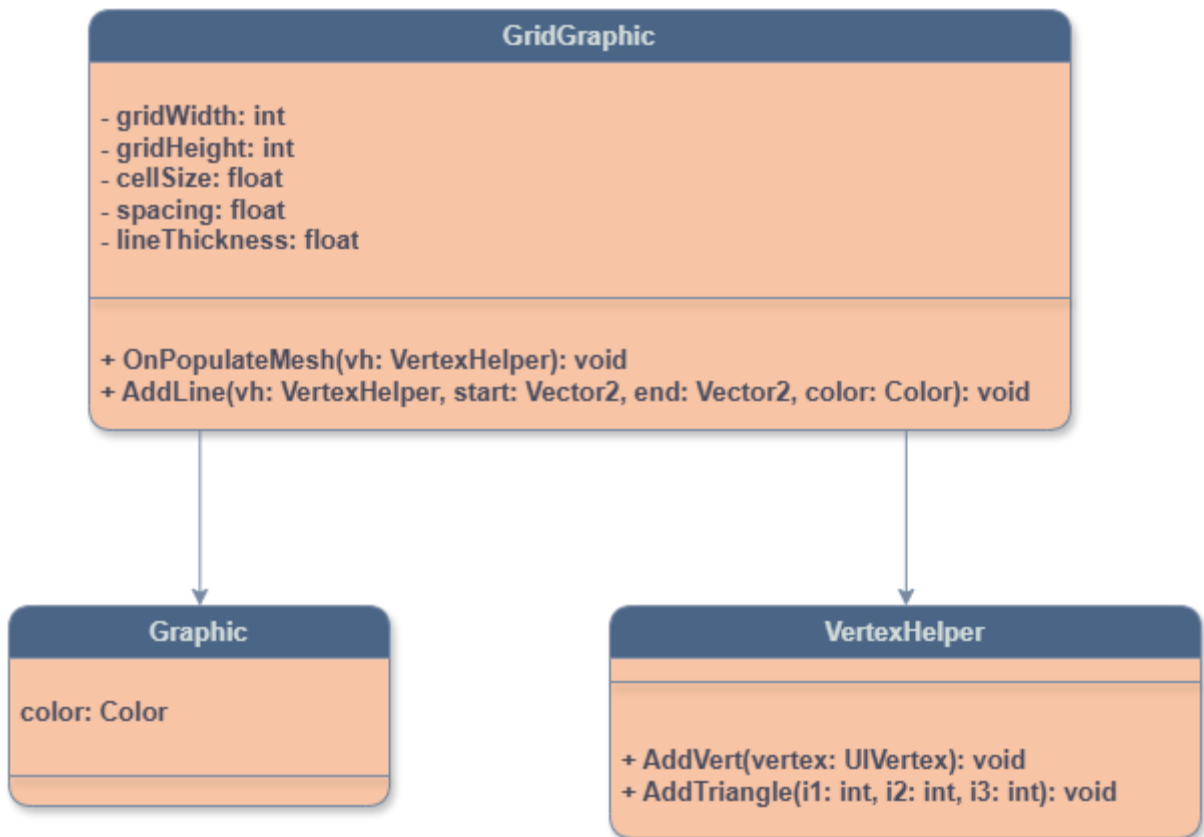 GridGraphic
- gridWidth: int
- gridHeight: int
- cellSize: float
- spacing: float
- lineThickness: float
+ OnPopulateMesh(vh: VertexHelper): void
+ AddLine(vh: VertexHelper, start: Vector2, end: Vector2, color: Color): void
Graphic
color: Color
VertexHelper
+ AddVert(vertex: UIVertex): void
+ AddTriangle(i1: int, i2: int, i3: int): void